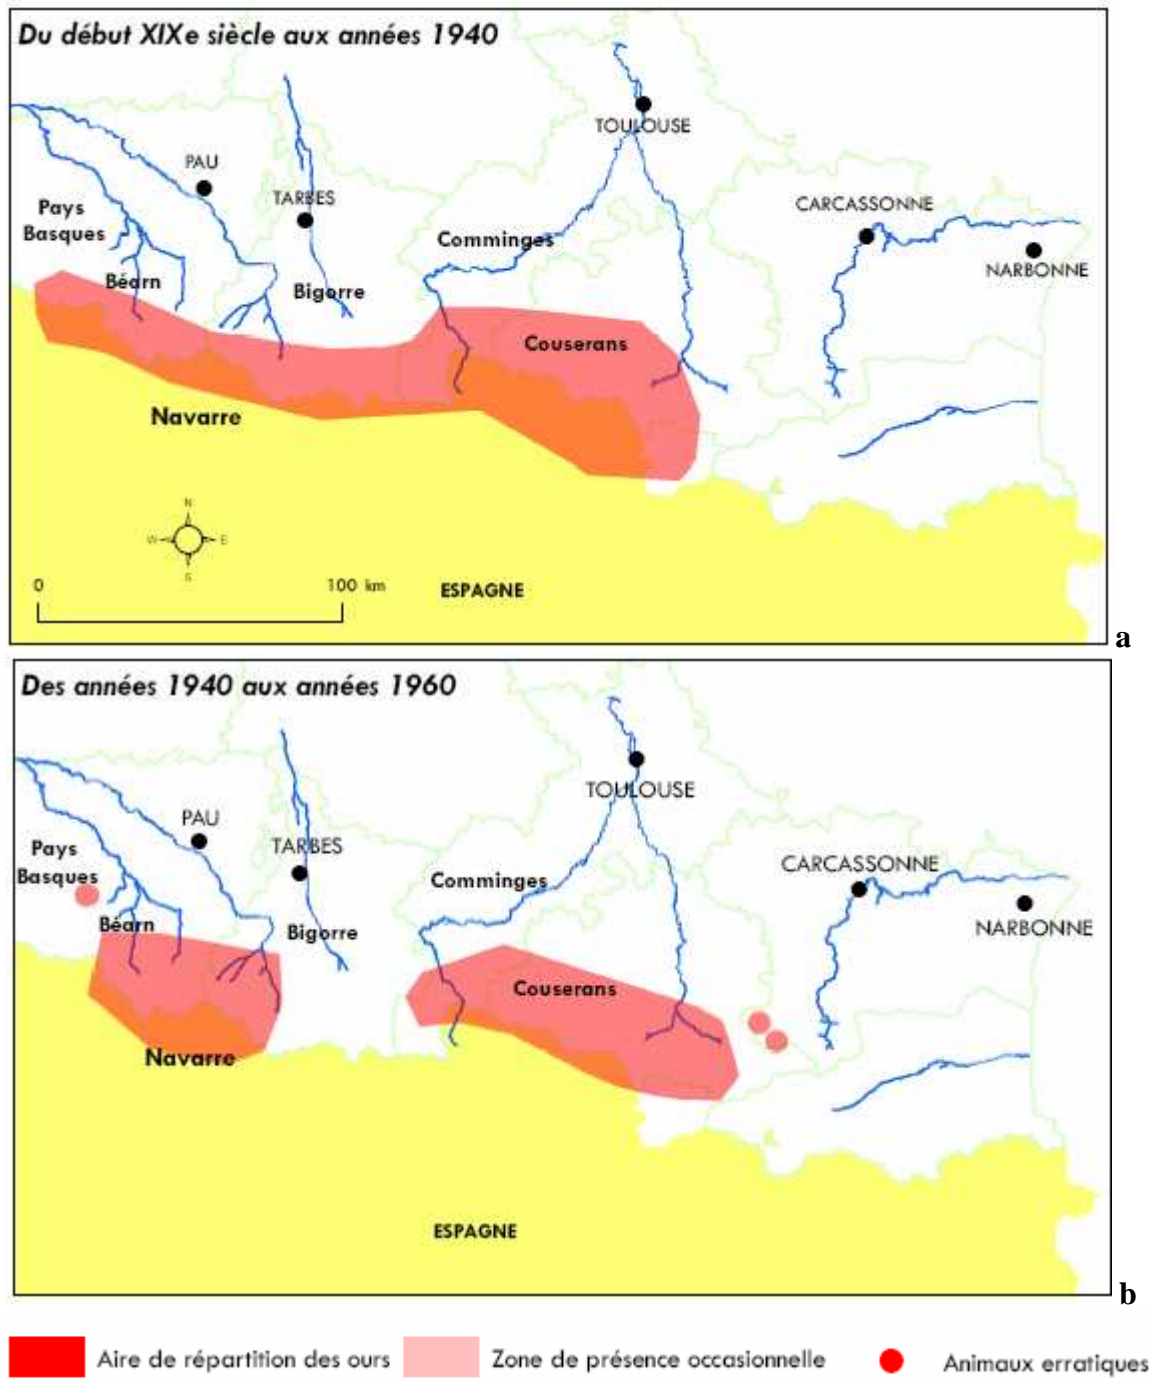 Du début XIXe siècle aux années 1940
TOULOUSE
PAU
TARBES
CARCASSONNE
Pays
Basques
Comminges
NARBONNE
Béarn
Bigorre
Couserans
Navarre
N
W
E
S
0
100 km
ESPAGNE
a
Des années 1940 aux années 1960
TOULOUSE
PAU
TARBES
Pays
Basques
CARCASSONNE
Comminges
Béarn
Bigorre
NARBONNE
Couserans
Navarre
ESPAGNE
b
Aire de répartition des ours
Zone de présence occasionnelle
Animaux erratiques